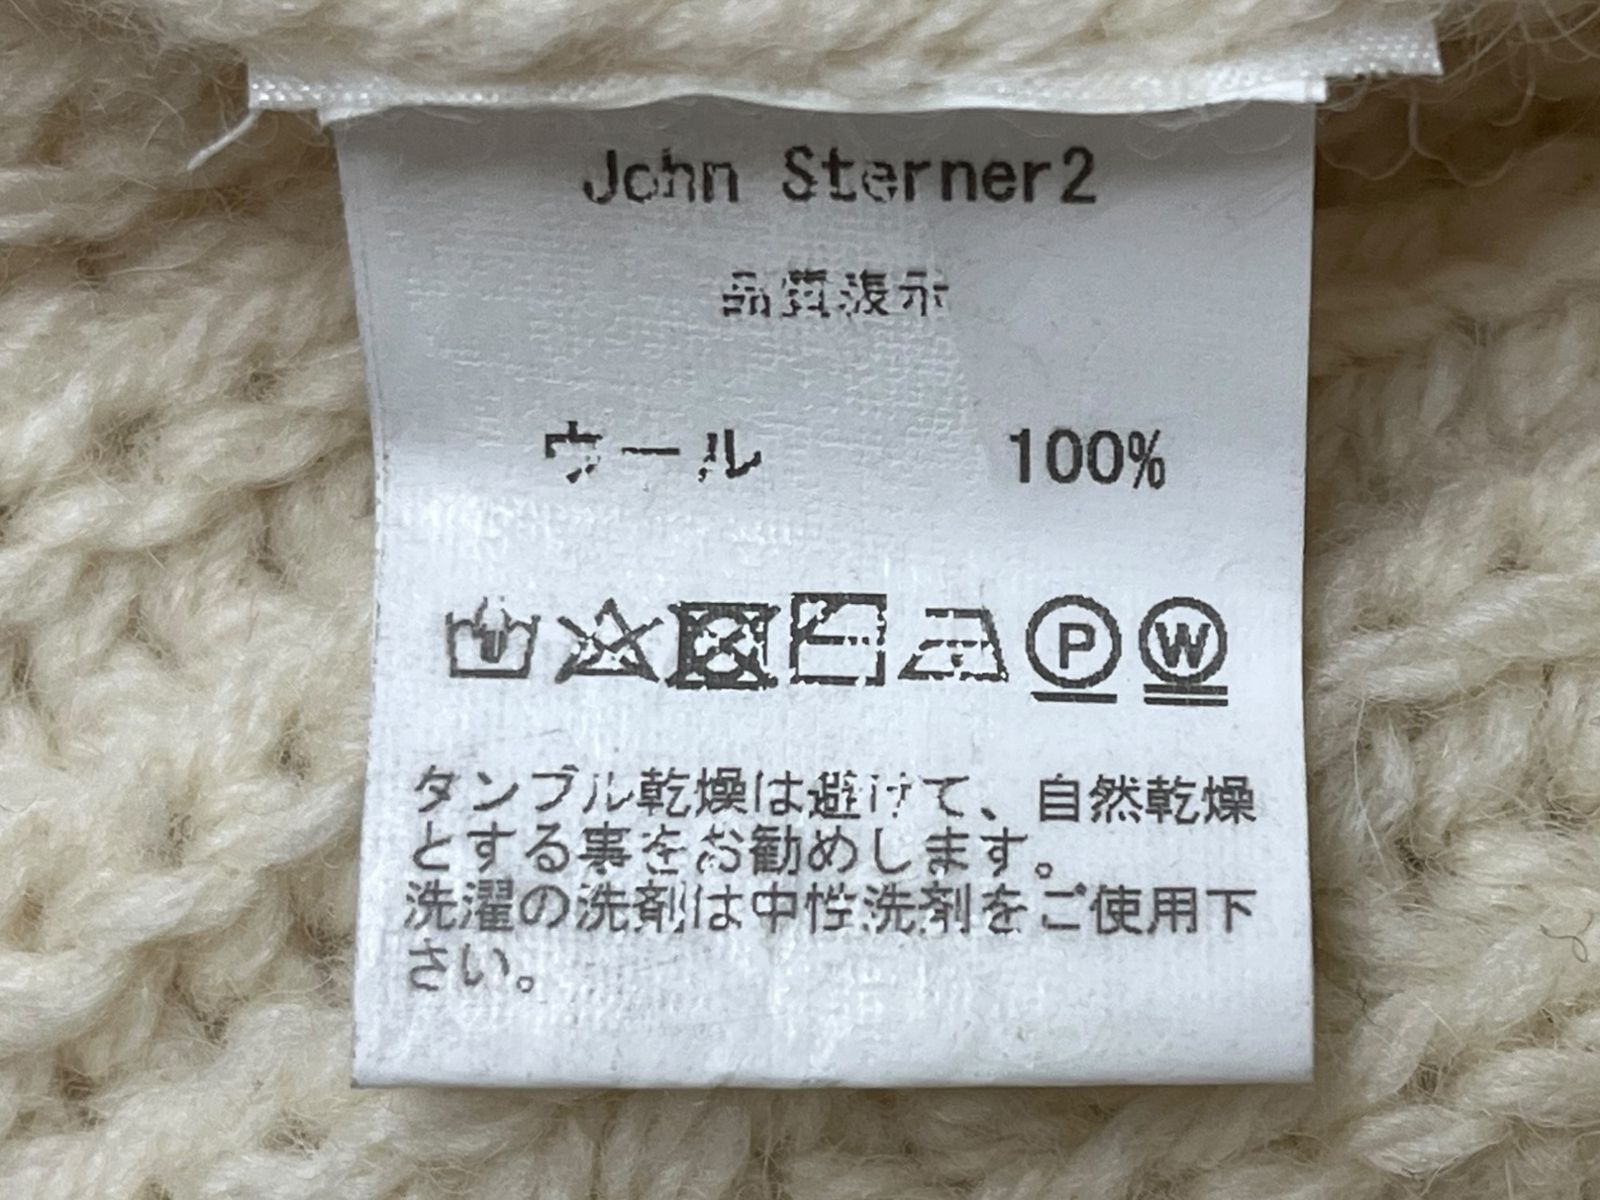 John Sterner2
品質表示
ウール 100%
P W
タンブル乾燥は避けて、自然乾燥
とする事をお勧めします。
洗濯の洗剤は中性洗剤をご使用下
さい。